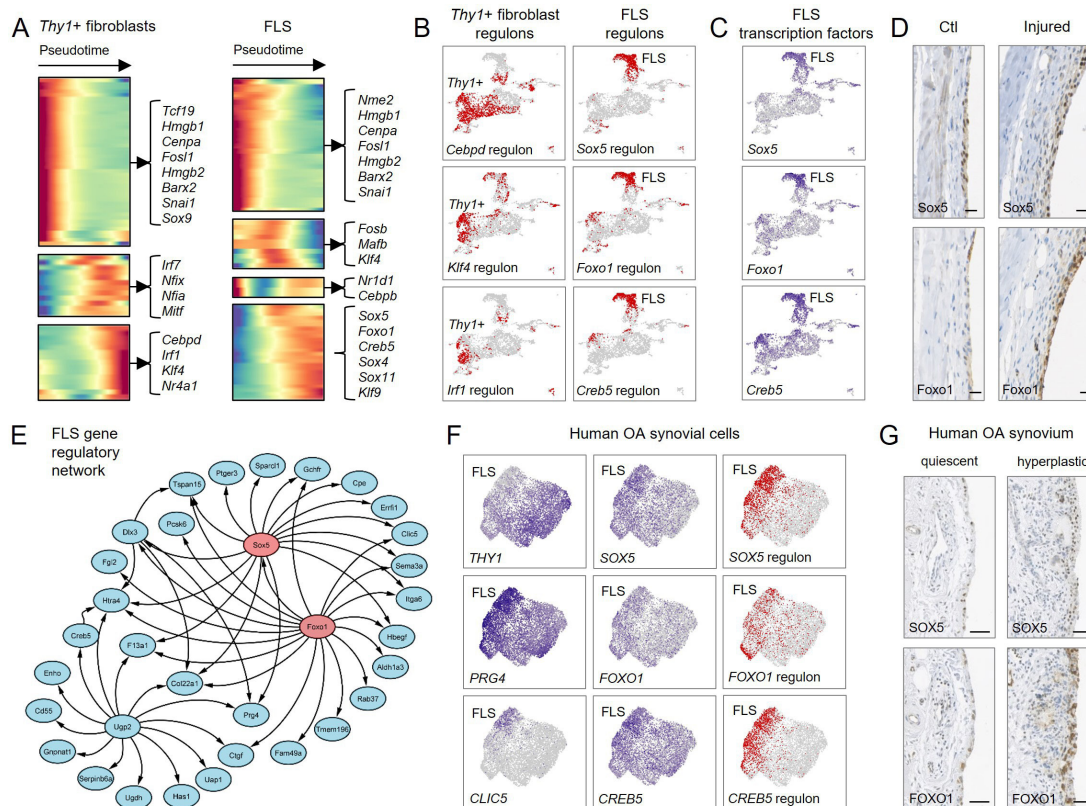 A
Thy1+ fibroblasts
FLS
Pseudotime
Pseudotime
Tcf19
Hmgb1
Cenpa
Fosl1
Hmgb2
Barx2
Snai1
Sox9
Irf7
Nfix
Nfia
Mitf
Cebpd
Irf1
Klf4
Nr4a1
Nme2
Hmgb1
Cenpa
Fosl1
Hmgb2
Barx2
Snai1
Fosb
Mafb
Klf4
Nr1d1
Cebpb
Sox5
Foxo1
Creb5
Sox4
Sox11
Klf9
B
Thy1+ fibroblast
regulons
FLS
regulons
Thy1+
Cebpd regulon
FLS
Sox5 regulon
Thy1+
Klf4 regulon
FLS
Foxo1 regulon
Thy1+
Irf1 regulon
FLS
Creb5 regulon
C
FLS
transcription factors
FLS
Sox5
FLS
Foxo1
FLS
Creb5
D
Ctl
Injured
Sox5
Sox5
Foxo1
Foxo1
E
FLS gene
regulatory
network
Ptger3
Sparcl1
Gchfr
Tspan15
Cpe
Pcsk6
Errfi1
Dlx3
Sox5
Clic5
Fgl2
Sema3a
Htra4
Itga6
Foxo1
Creb5
F13a1
Hbegf
Aldh1a3
Enho
Col22a1
Rab37
Cd55
Ugp2
Prg4
Tmem196
Gnpnat1
Ctgf
Fam49a
Serpinb6a
Uap1
Ugdh
Has1
F
Human OA synovial cells
FLS
THY1
FLS
SOX5
FLS
SOX5 regulon
FLS
PRG4
FLS
FOXO1
FLS
FOXO1 regulon
FLS
CLIC5
FLS
CREB5
FLS
CREB5 regulon
G
Human OA synovium
quiescent
hyperplastic
SOX5
SOX5
FOXO1
FOXO1